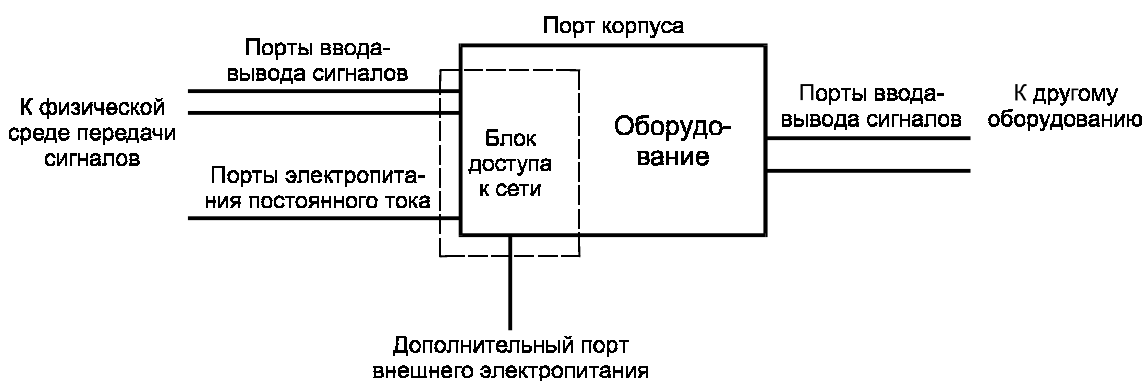 Порт корпуса
Порты ввода-
вывода сигналов
К физической
среде передачи
сигналов
Порты электропита-
ния постоянного тока
Блок
доступа
к сети
Оборудо-
вание
Порты ввода-
вывода сигналов
К другому
оборудованию
Дополнительный порт
внешнего электропитания